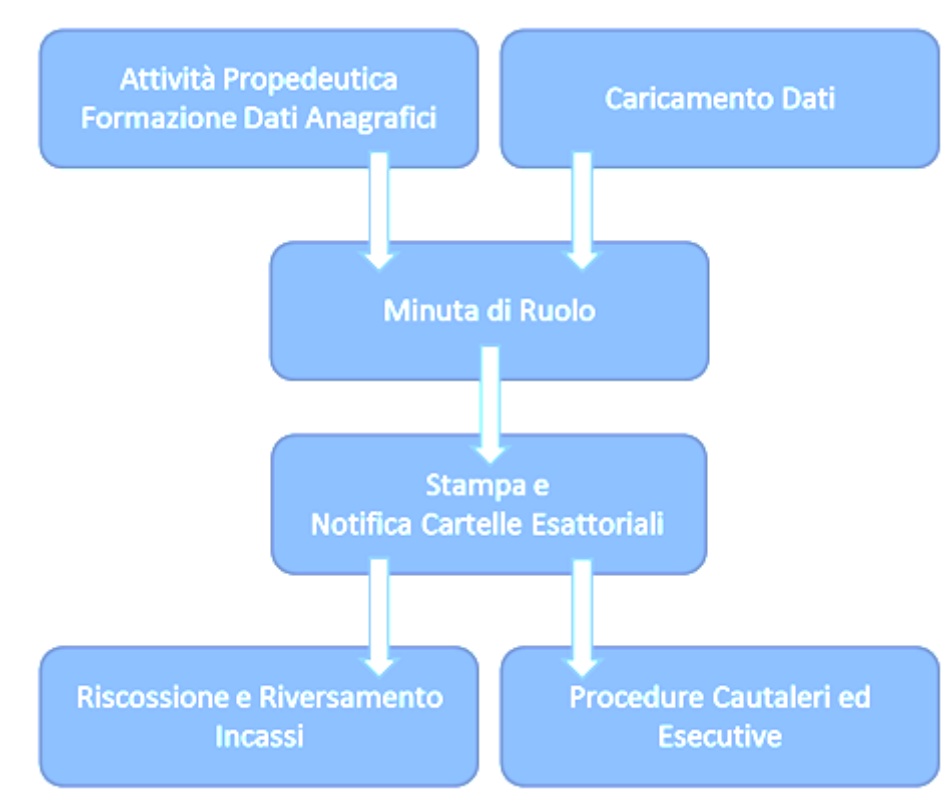 Attività Propedeutica
Formazione Dati Anagrafici
Caricamento Dati
Minuta di Ruolo
Stampa e
Notifica Cartelle Esattoriali
Riscossione e Riversamento
Incassi
Procedure Cautaleri ed
Esecutive